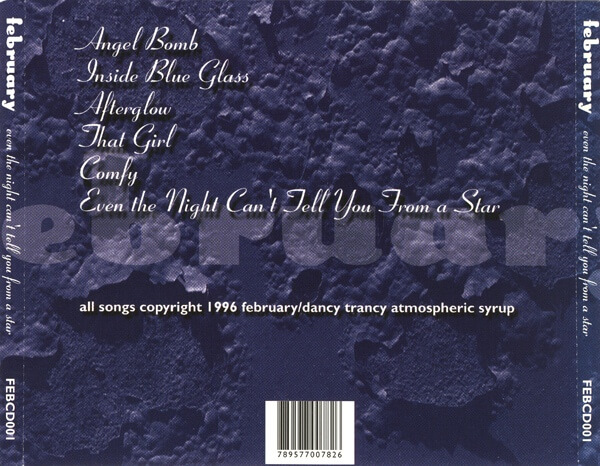 february even the night can't tell you from a star FEBCD001
Angel Bomb
Inside Blue Glass
Afterglow
That Girl
Comfy
Even the Night Can't Tell You From a Star
ebruary
all songs copyright 1996 february/dancy trancy atmospheric syrup
789577007826
february even the night can't tell you from a star FEBCD001